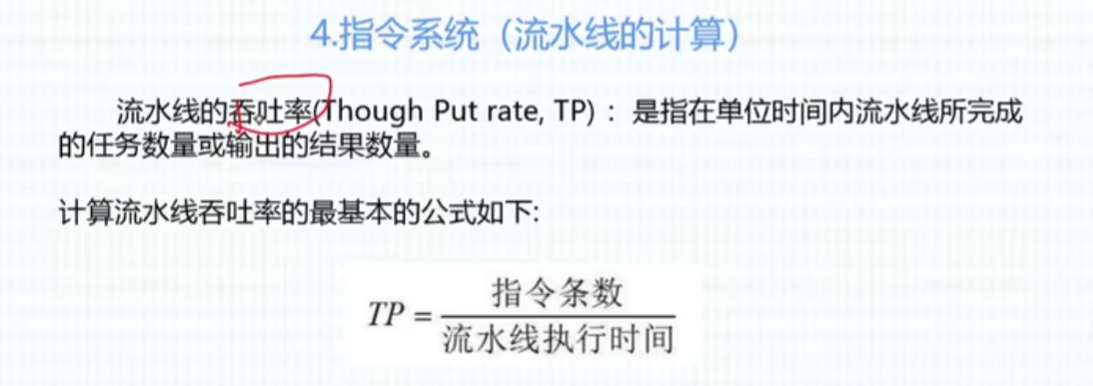 4.指令系统（流水线的计算）
流水线的吞吐率(Though Put rate, TP) ：是指在单位时间内流水线所完成
的任务数量或输出的结果数量。
计算流水线吞吐率的最基本的公式如下:
TP = 指令条数
流水线执行时间